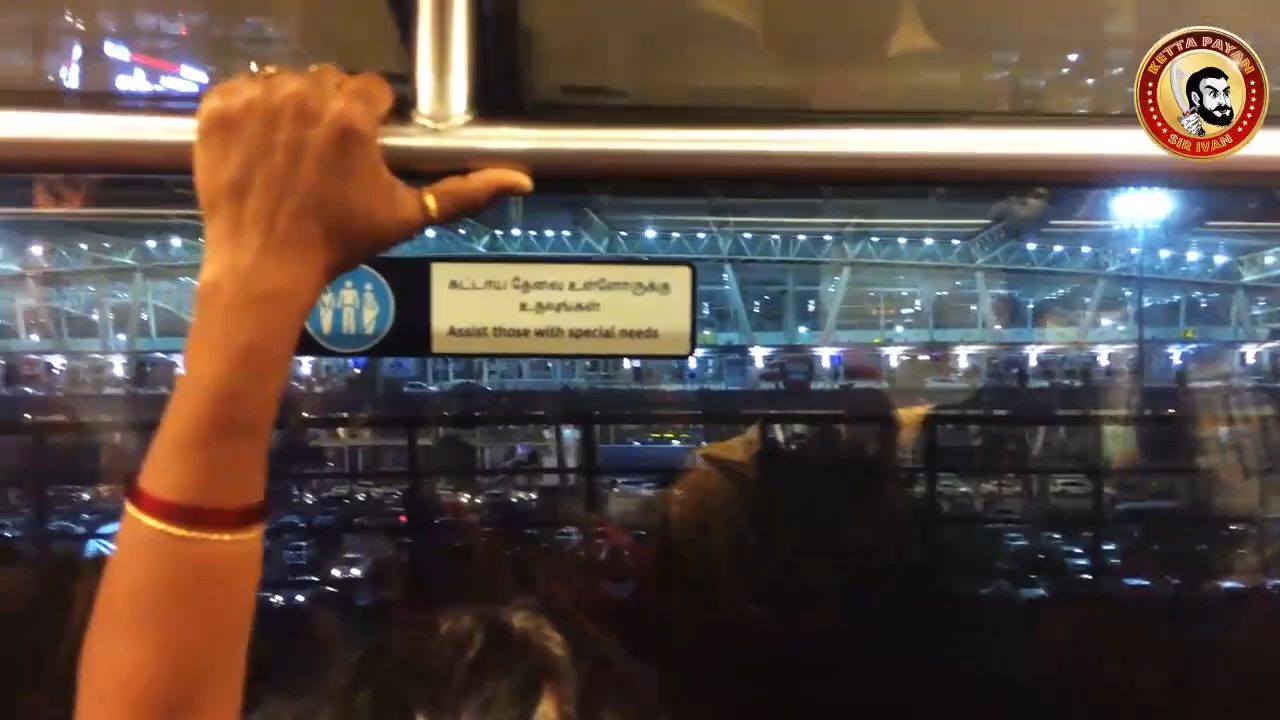 KETTA PAYAN
SIR IVAN
கட்டாய தேவை உள்ளோருக்கு
உதவுங்கள்
Assist those with special needs